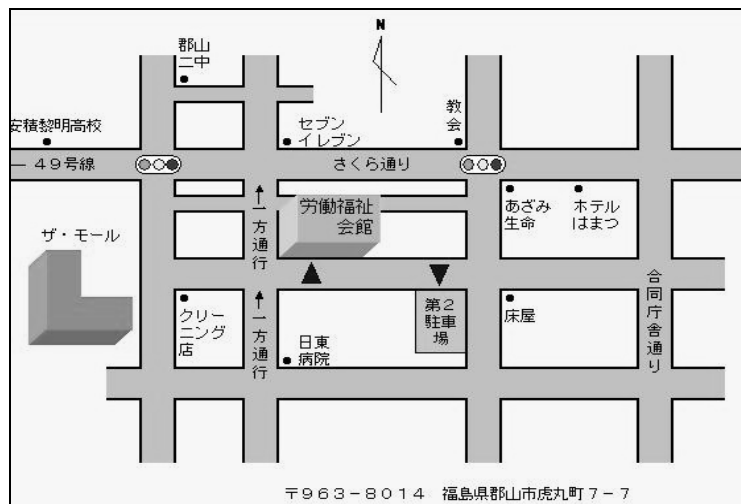 N
郡山
二中
安積黎明高校
セブン
イレブン
教会
― 49号線
さくら通り
↑一方通行
労働福祉
会館
あざみ
生命
ホテル
はまつ
ザ・モール
合同庁舎通り
クリー
ニング
店
↑一方通行
日東
病院
第2
駐車
場
床屋
〒963－8014 福島県郡山市虎丸町7－7